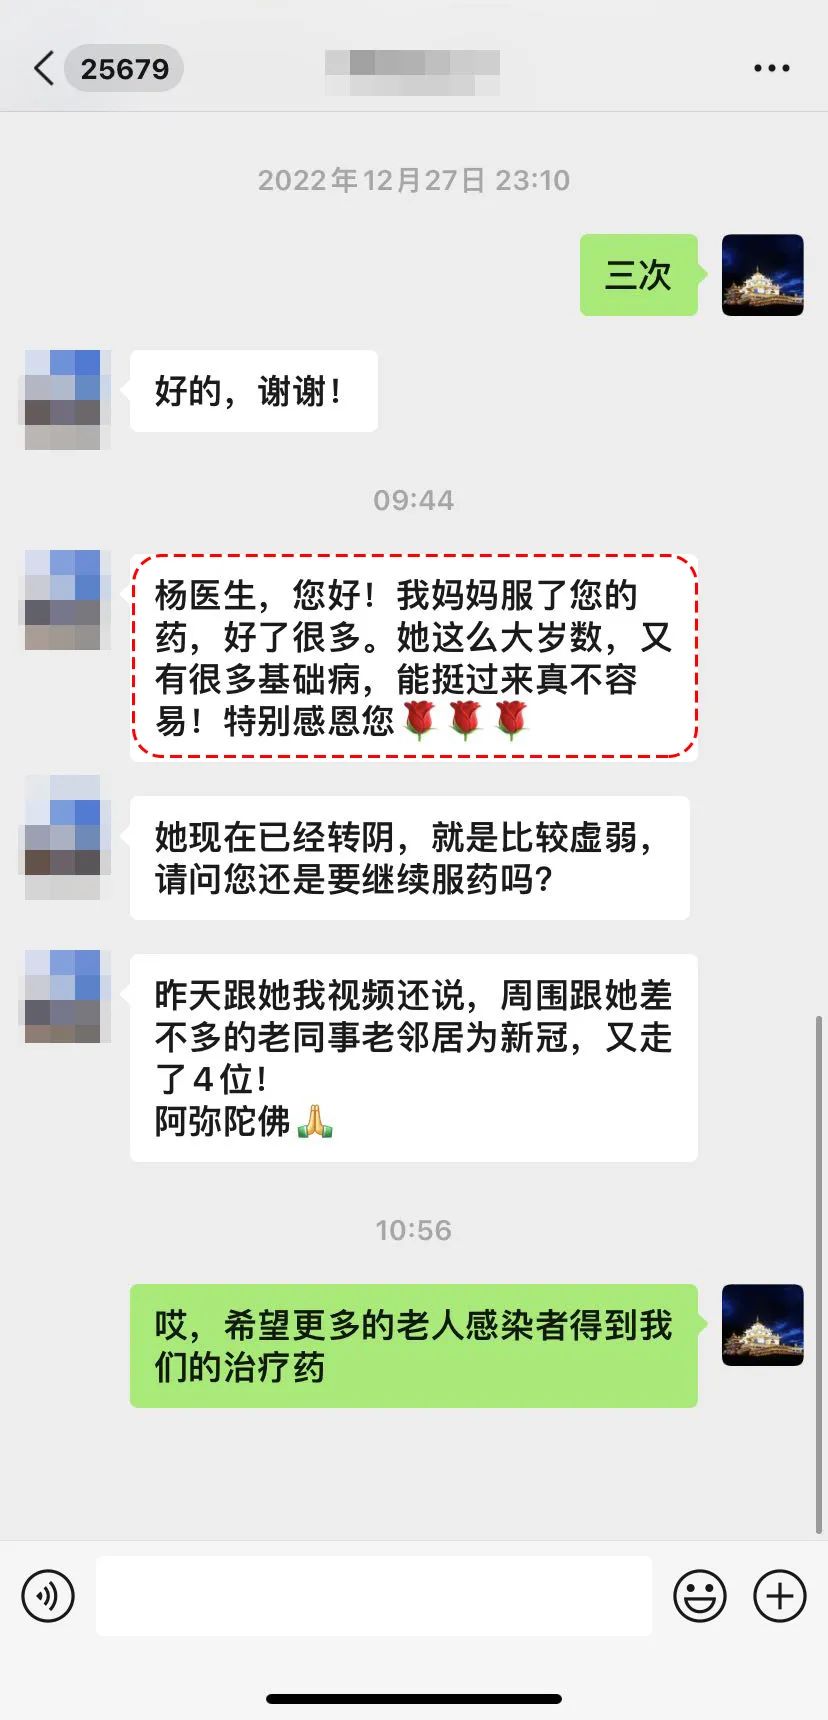 25679
2022年12月27日 23:10
三次
好的，谢谢！
09:44
杨医生，您好！我妈妈服了您的
药，好了很多。她这么大岁数，又
有很多基础病，能挺过来真不容
易！特别感恩您🌹🌹🌹
她现在已经转阴，就是比较虚弱，
请问您还是要继续服药吗？
昨天跟她我视频还说，周围跟她差
不多的老同事老邻居为新冠，又走
了4位！
阿弥陀佛🙏
10:56
哎，希望更多的老人感染者得到我
们的治疗药